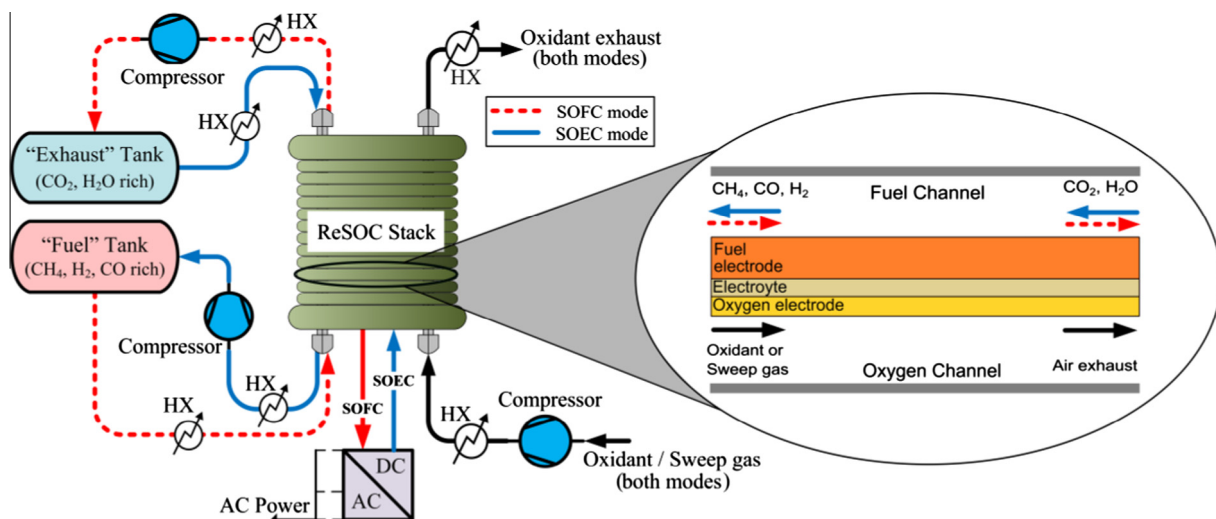 HX
Compressor
Oxidant exhaust
(both modes)
HX
HX
SOFC mode
SOEC mode
“Exhaust” Tank
(CO₂, H₂O rich)
“Fuel” Tank
(CH₄, H₂, CO rich)
ReSOC Stack
Compressor
HX
HX
SOFC
SOEC
HX
Compressor
Oxidant / Sweep gas
(both modes)
DC
AC
AC Power
Fuel Channel
CH₄, CO, H₂
CO₂, H₂O
Fuel
electrode
Electroyte
Oxygen electrode
Oxidant or
Sweep gas
Air exhaust
Oxygen Channel